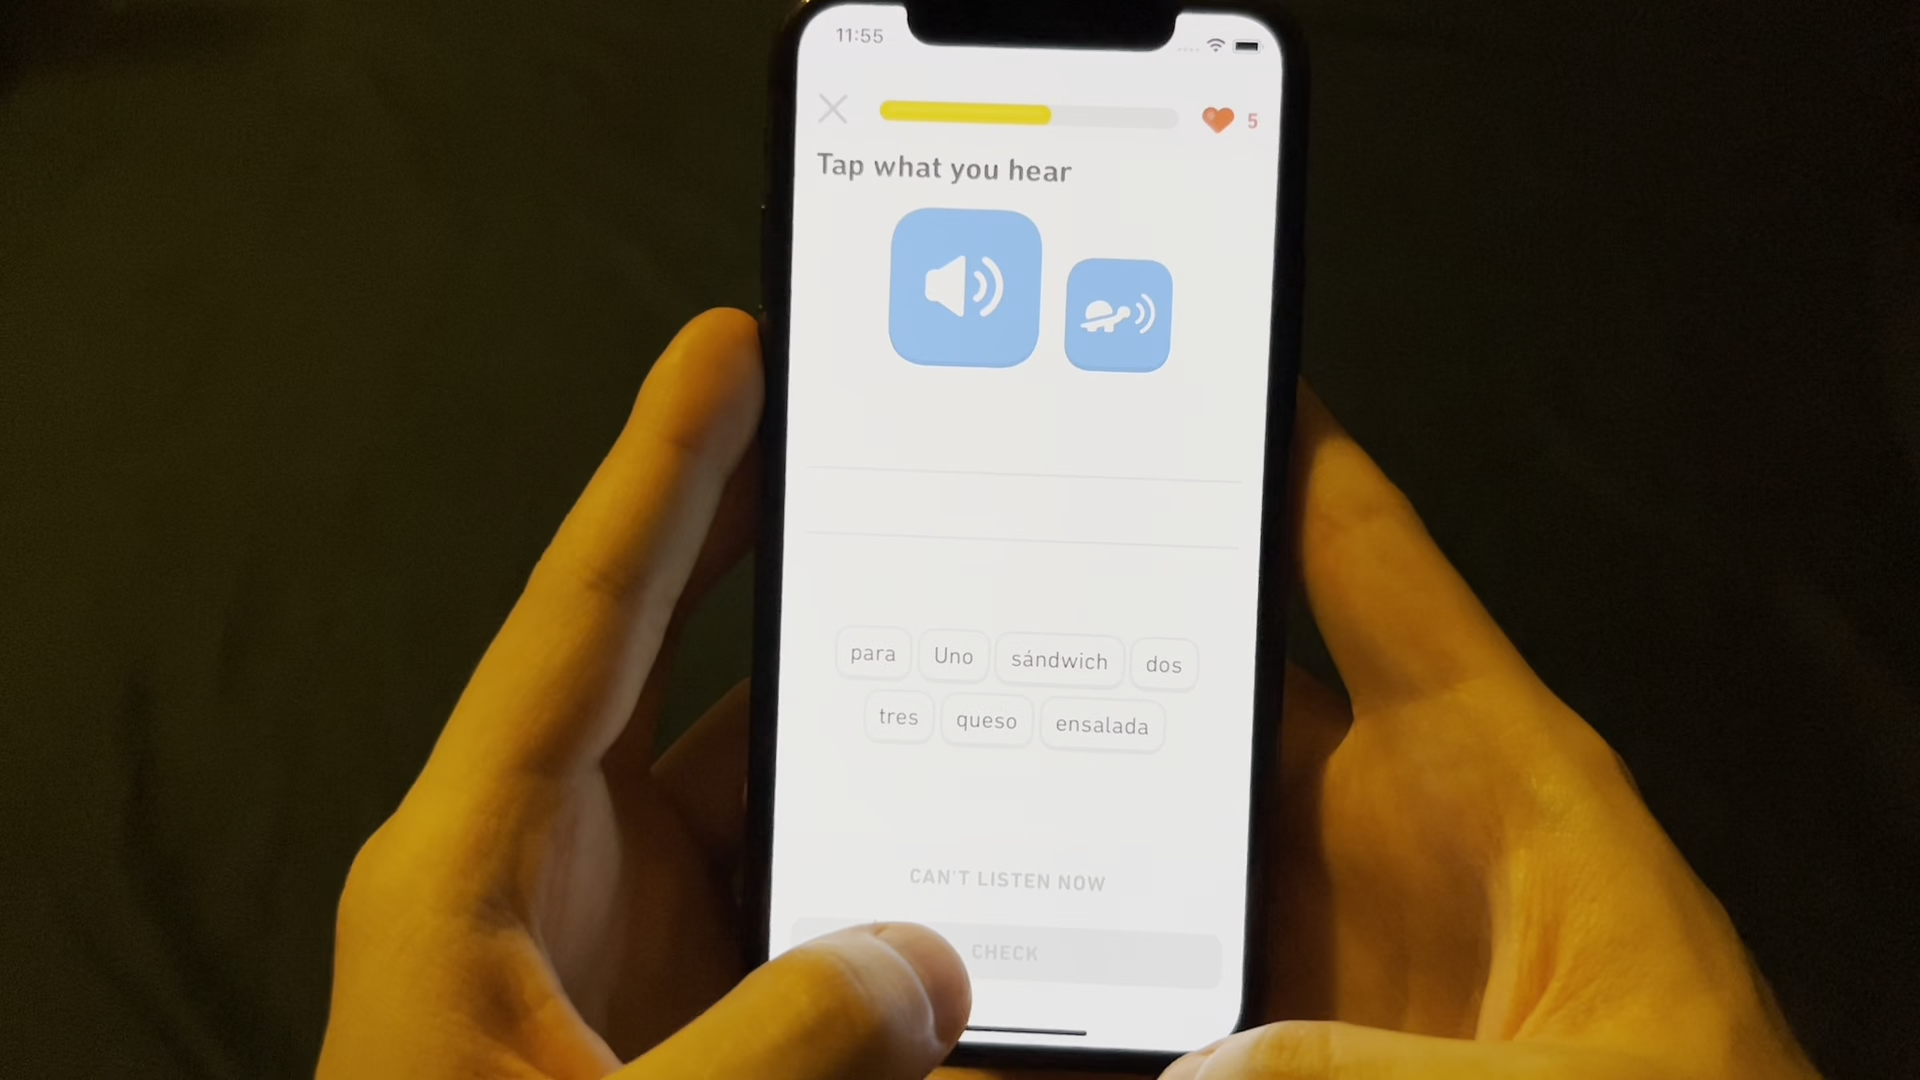 11:55
5
Tap what you hear
para Uno sándwich dos
tres queso ensalada
CAN'T LISTEN NOW
CHECK